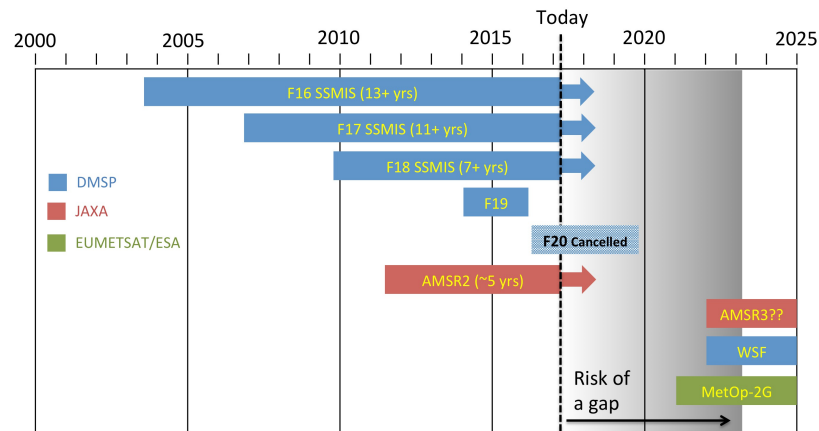 Today
2000 2005 2010 2015 2020 2025
F16 SSMIS (13+ yrs)
F17 SSMIS (11+ yrs)
F18 SSMIS (7+ yrs)
DMSP
F19
JAXA
F20 Cancelled
EUMETSAT/ESA
AMSR2 (~5 yrs)
AMSR3??
WSF
Risk of
a gap
MetOp-2G